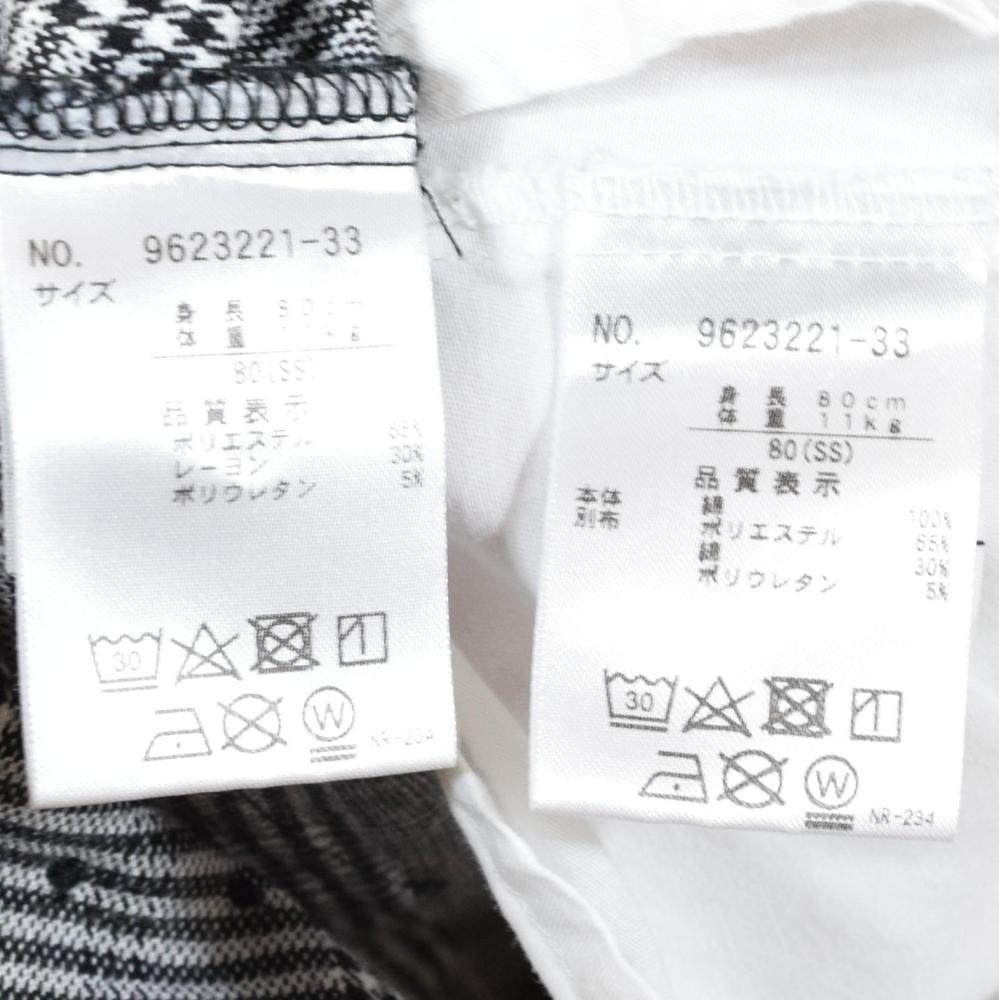 NO. 9623221-33
サイズ
身長 80cm
体重 11kg
80(SS)
品質表示
ポリエステル 65%
レーヨン 30%
ポリウレタン 5%
30
W
NR-234
NO. 9623221-33
サイズ
身長 80cm
体重 11kg
80(SS)
品質表示
本体 綿 100%
別布 ポリエステル 65%
綿 30%
ポリウレタン 5%
30
W
NR-234